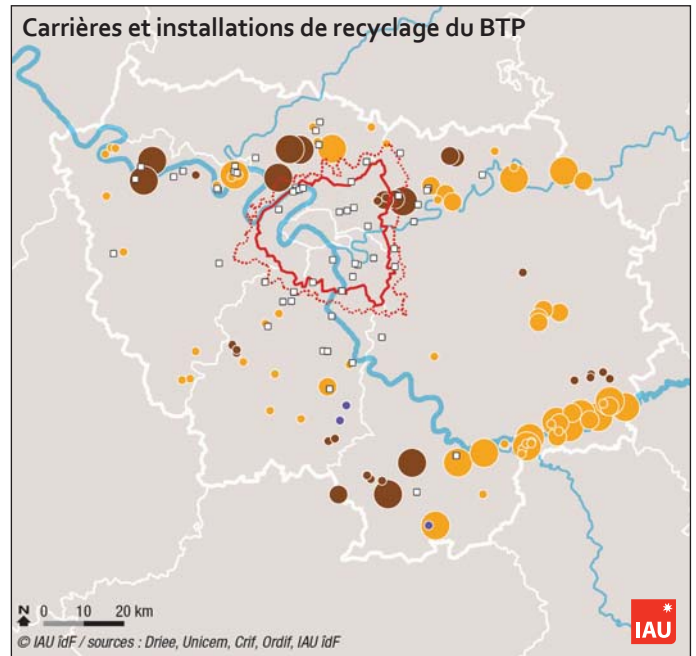 Carrières et installations de recyclage du BTP
N 0 10 20 km
© IAU îdF / sources : Driee, Unicem, Crif, Ordif, IAU îdF
IAU